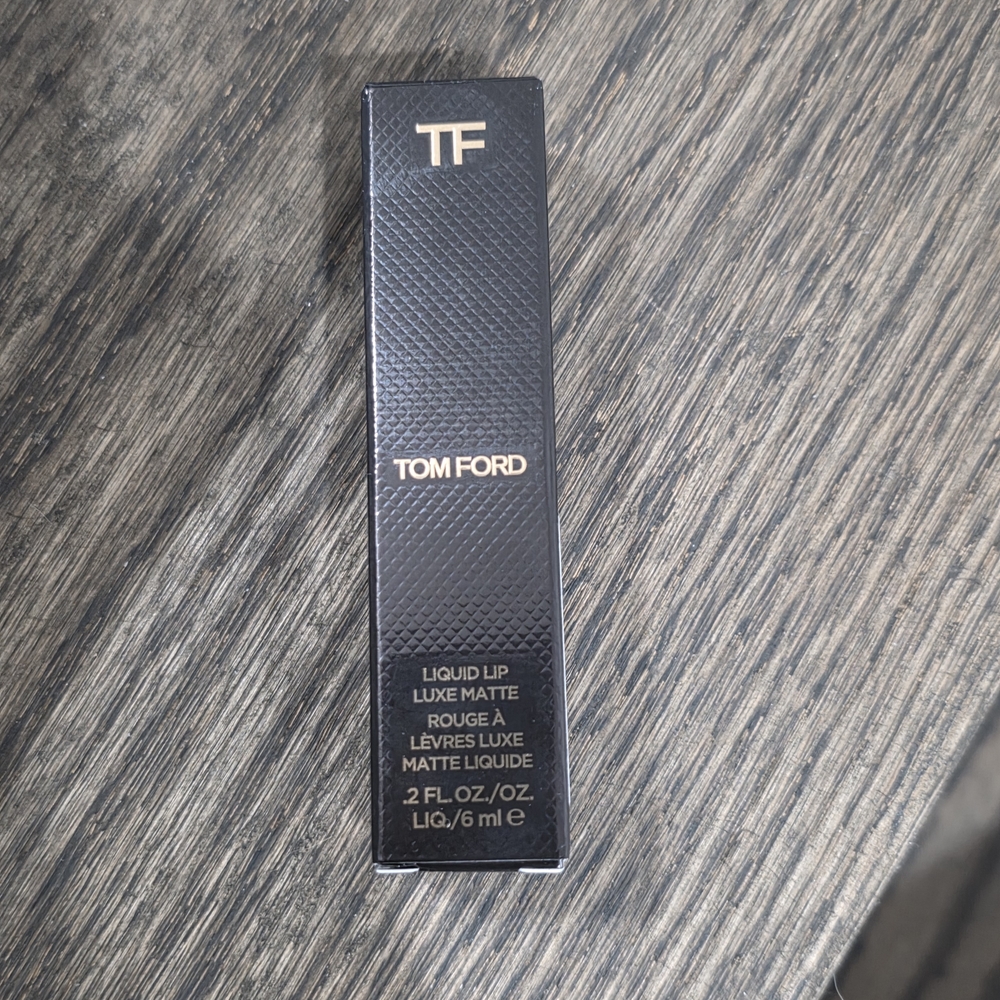 TF
TOM FORD
LIQUID LIP
LUXE MATTE
ROUGE À
LÈVRES LUXE
MATTE LIQUIDE
.2 FL. OZ./OZ.
LIQ./6 ml ℮